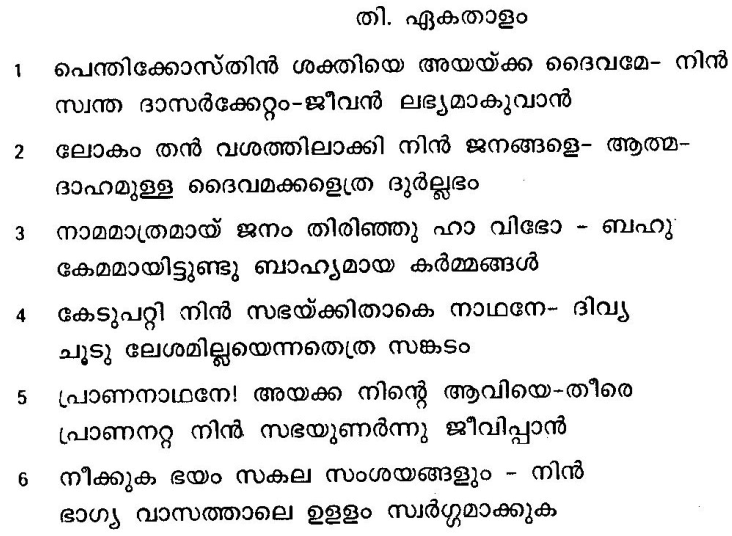 തി. ഏകതാളം
1 പെന്തിക്കോസ്തിൻ ശക്തിയെ അയയ്ക്ക ദൈവമേ- നിൻ
സ്വന്ത ദാസർക്കേറ്റം-ജീവൻ ലഭ്യമാകുവാൻ
2 ലോകം തൻ വശത്തിലാക്കി നിൻ ജനങ്ങളെ- ആത്മ-
ദാഹമുള്ള ദൈവമക്കളെത്ര ദുർല്ലഭം
3 നാമമാത്രമായ് ജനം തിരിഞ്ഞു ഹാ വിഭോ - ബഹു
കേമമായിട്ടുണ്ടു ബാഹ്യമായ കർമ്മങ്ങൾ
4 കേടുപറ്റി നിൻ സഭയ്ക്കിതാകെ നാഥനേ- ദിവ്യ
ചൂടു ലേശമില്ലയെന്നതെത്ര സങ്കടം
5 പ്രാണനാഥനേ! അയക്ക നിന്റെ ആവിയെ-തീരെ
പ്രാണനറ്റ നിൻ സഭയുണർന്നു ജീവിപ്പാൻ
6 നീക്കുക ഭയം സകല സംശയങ്ങളും - നിൻ
ഭാഗ്യ വാസത്താലെ ഉളളം സ്വർഗ്ഗമാക്കുക